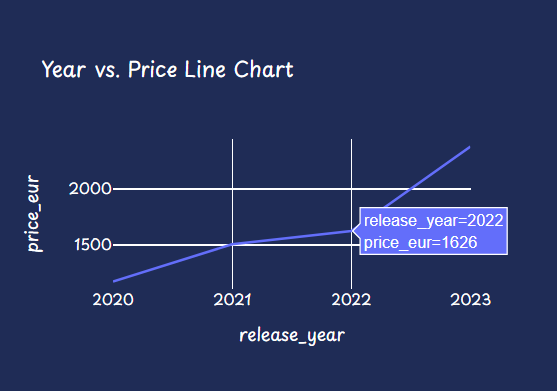 Year vs. Price Line Chart
price_eur
2000
1500
release_year=2022
price_eur=1626
2020
2021
2022
2023
release_year